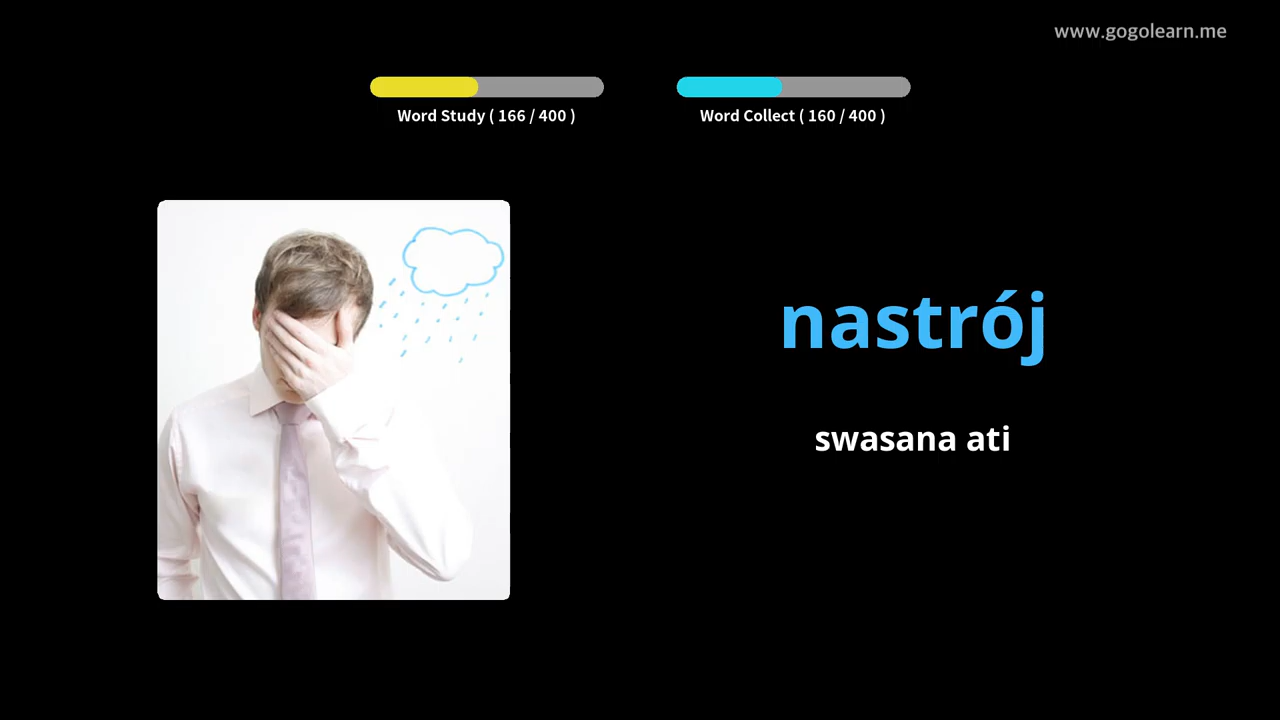 www.gogolearn.me
Word Study ( 166 / 400 )
Word Collect ( 160 / 400 )
nastrój
swasana ati